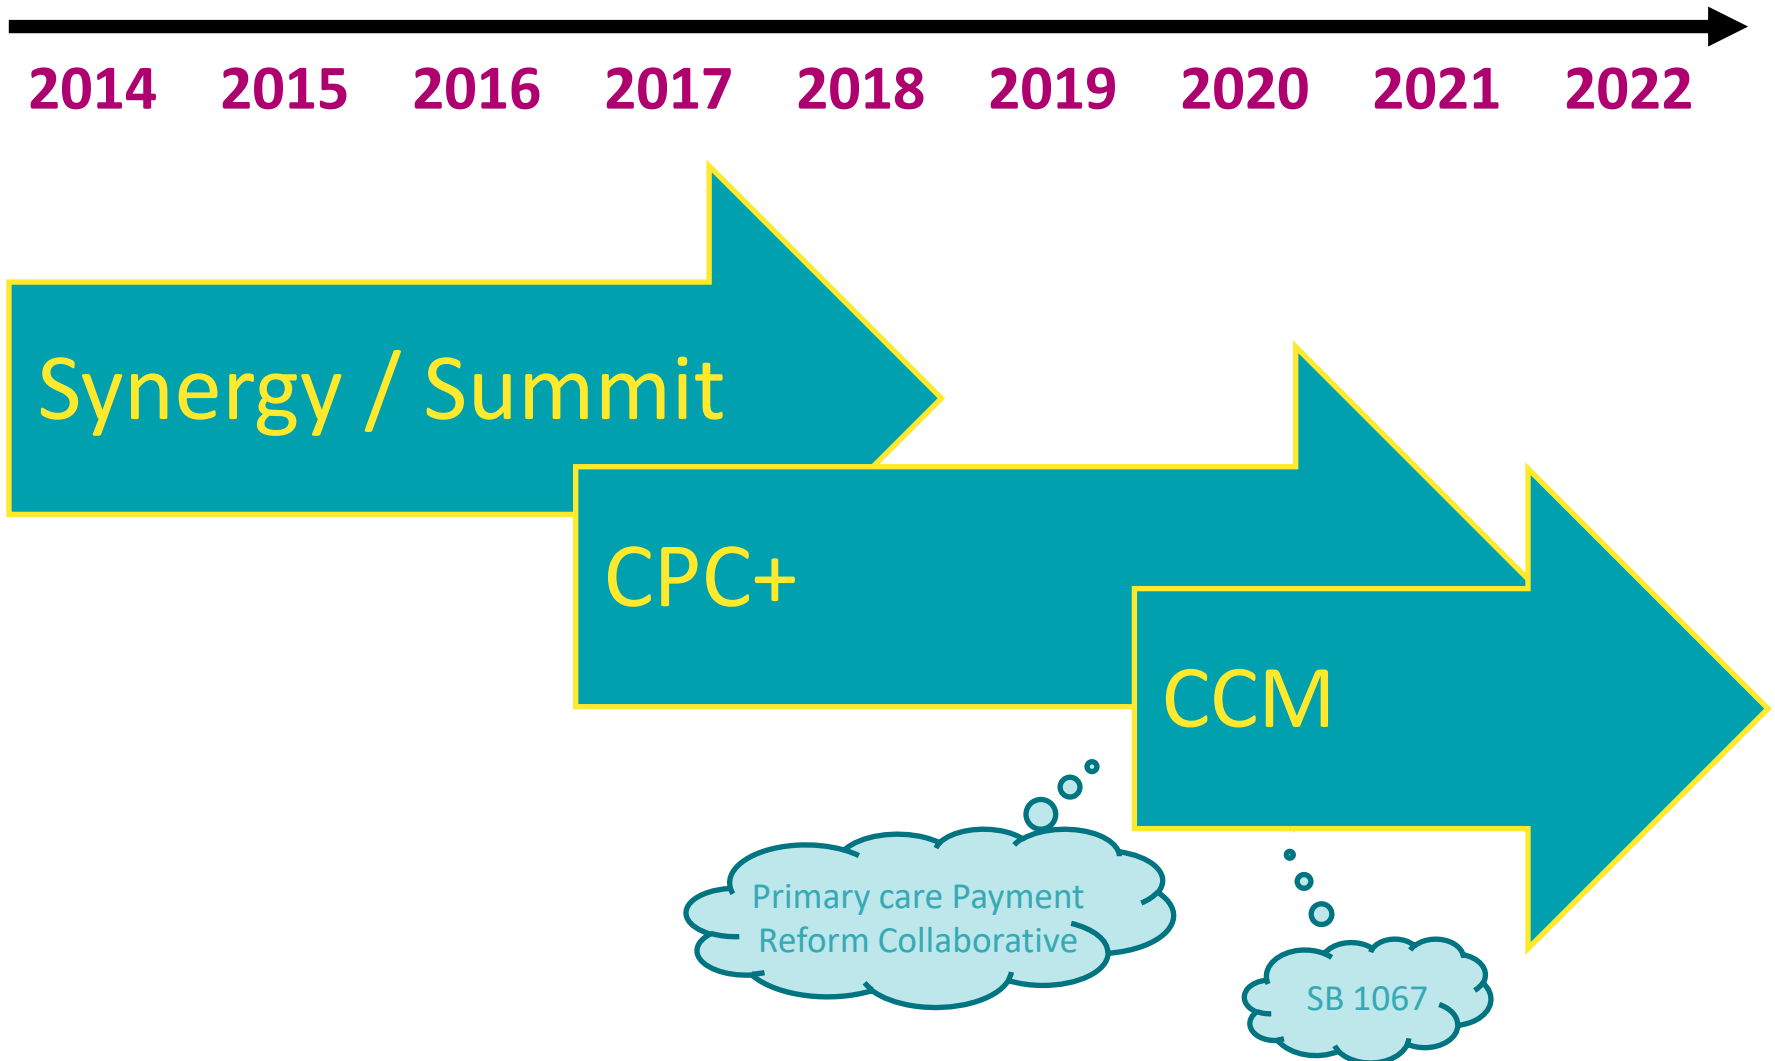 2014 2015 2016 2017 2018 2019 2020 2021 2022
Synergy / Summit
CPC+
CCM
Primary care Payment
Reform Collaborative
SB 1067